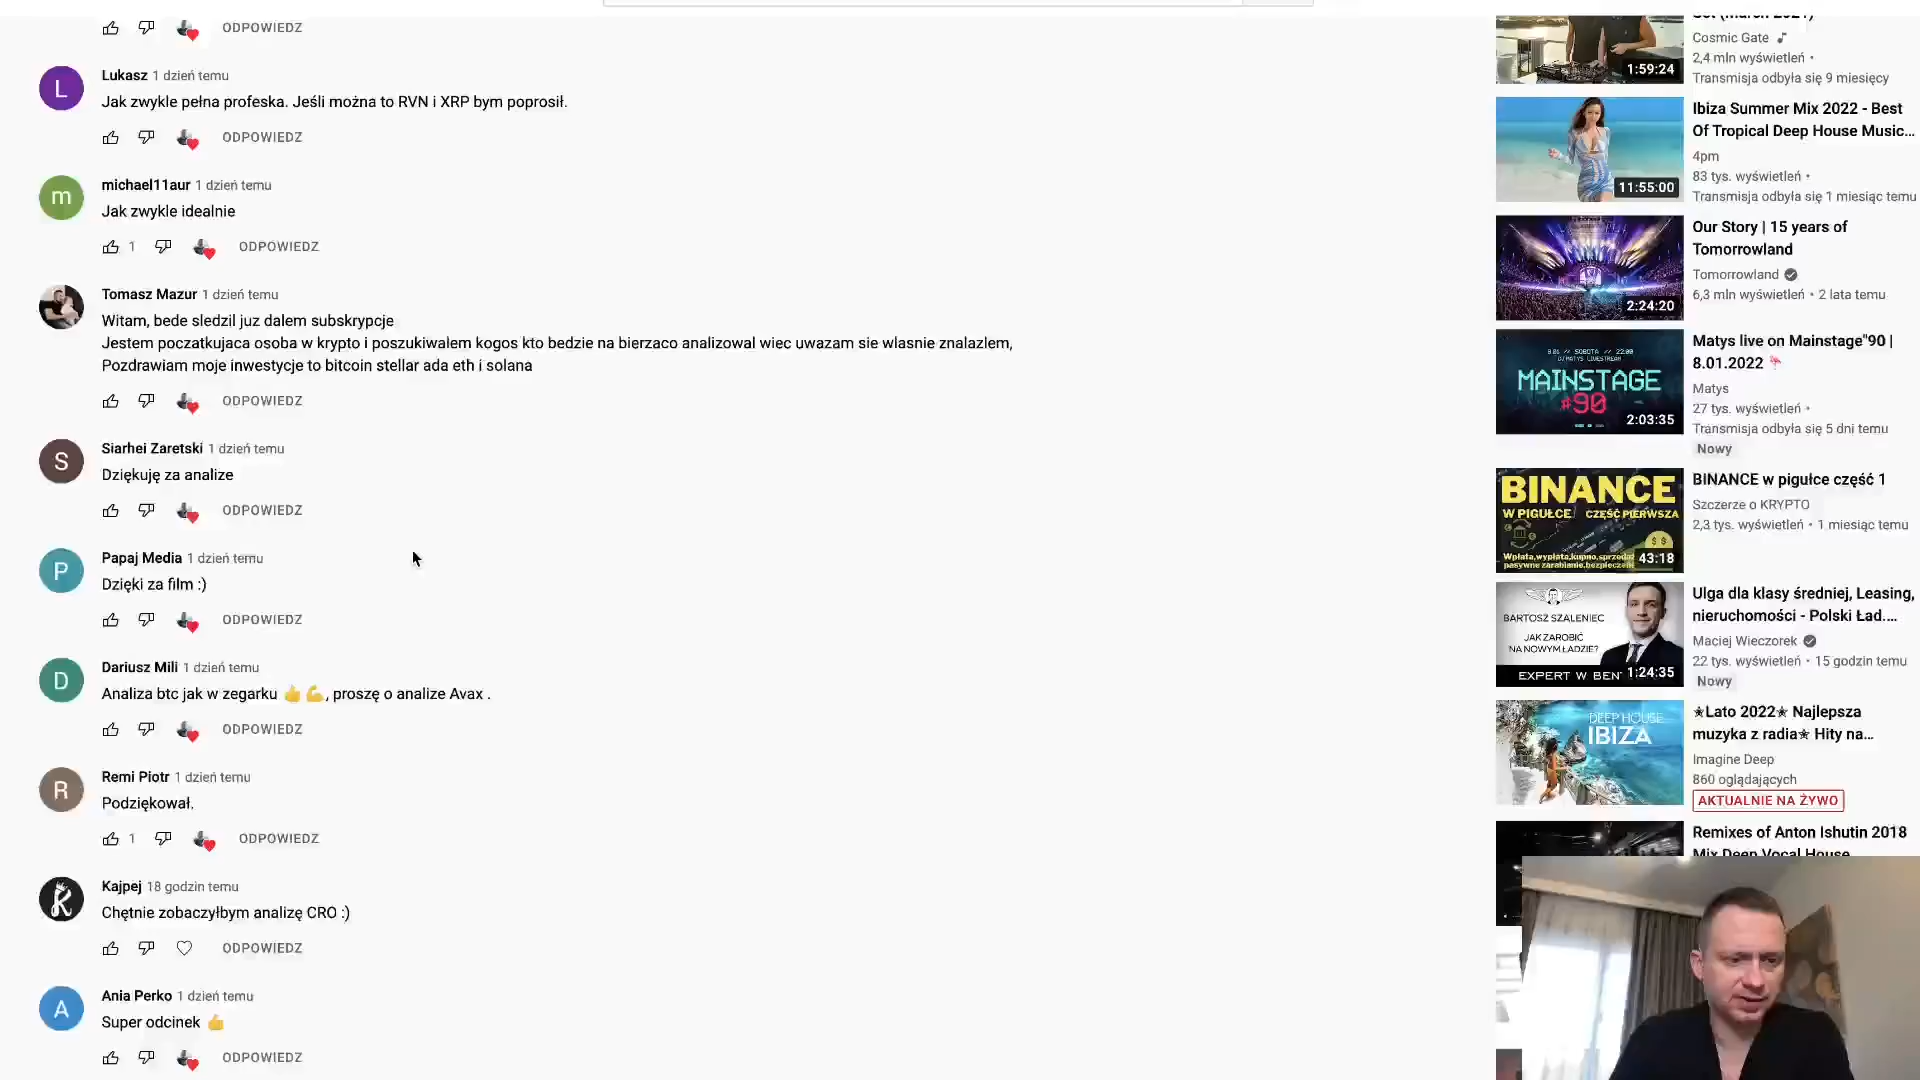 ODPOWIEDZ
Lukasz 1 dzień temu
Jak zwykle pełna profeska. Jeśli można to RVN i XRP bym poprosił.
ODPOWIEDZ
michael11aur 1 dzień temu
Jak zwykle idealnie
1 ODPOWIEDZ
Tomasz Mazur 1 dzień temu
Witam, bede sledzil juz dalem subskrypcje
Jestem poczatkujaca osoba w krypto i poszukiwalem kogos kto bedzie na bierzaco analizowal wiec uwazam sie wlasnie znalazlem,
Pozdrawiam moje inwestycje to bitcoin stellar ada eth i solana
ODPOWIEDZ
Siarhei Zaretski 1 dzień temu
Dziękuję za analize
ODPOWIEDZ
Papaj Media 1 dzień temu
Dzięki za film :)
ODPOWIEDZ
Dariusz Mili 1 dzień temu
Analiza btc jak w zegarku 👍💪, proszę o analize Avax .
ODPOWIEDZ
Remi Piotr 1 dzień temu
Podziękował.
1 ODPOWIEDZ
Kajpej 18 godzin temu
Chętnie zobaczyłbym analizę CRO :)
ODPOWIEDZ
Ania Perko 1 dzień temu
Super odcinek 👍
ODPOWIEDZ
L
m
S
P
D
R
K
A
Set (March 2021)
Cosmic Gate
2,4 mln wyświetleń •
Transmisja odbyła się 9 miesięcy
1:59:24
Ibiza Summer Mix 2022 - Best
Of Tropical Deep House Music...
4pm
83 tys. wyświetleń •
Transmisja odbyła się 1 miesiąc temu
11:55:00
Our Story | 15 years of
Tomorrowland
Tomorrowland
6,3 mln wyświetleń • 2 lata temu
2:24:20
Matys live on Mainstage"90 |
8.01.2022
Matys
27 tys. wyświetleń •
Transmisja odbyła się 5 dni temu
Nowy
8.01 // SOBOTA // 22:00
MAINSTAGE
#90
2:03:35
BINANCE w pigułce część 1
Szczerze o KRYPTO
2,3 tys. wyświetleń • 1 miesiąc temu
BINANCE
W PIGUŁCE CZĘŚĆ PIERWSZA
Wpłata,wypłata,kupno,sprzedaż
pasywne zarabianie,bezpieczeń
43:18
Ulga dla klasy średniej, Leasing,
nieruchomości - Polski Ład....
Maciej Wieczorek
22 tys. wyświetleń • 15 godzin temu
Nowy
BARTOSZ SZALENIEC
JAK ZAROBIĆ
NA NOWYM ŁADZIE?
EXPERT W BEN
1:24:35
✭Lato 2022✭ Najlepsza
muzyka z radia✭ Hity na...
Imagine Deep
860 oglądających
AKTUALNIE NA ŻYWO
DEEP HOUSE
IBIZA
Remixes of Anton Ishutin 2018
Mix Deep Vocal House